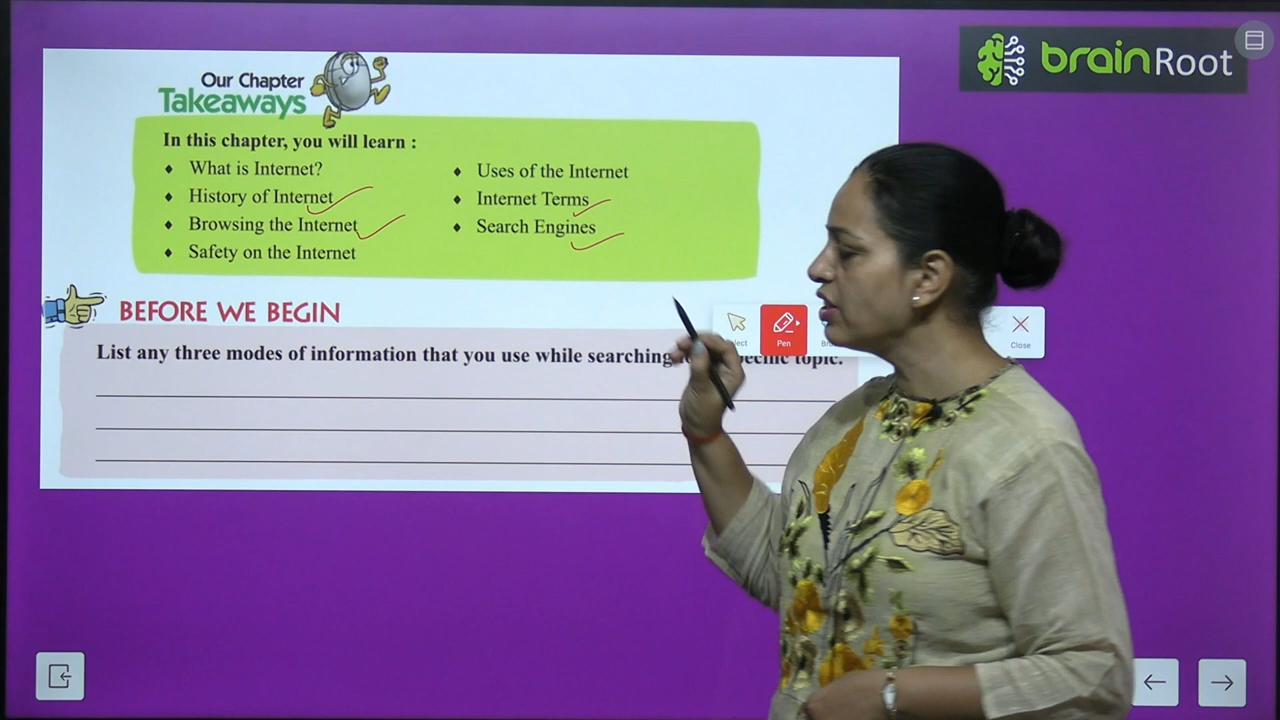 brainRoot
Our Chapter
Takeaways
In this chapter, you will learn :
♦ What is Internet?
♦ History of Internet
♦ Browsing the Internet
♦ Safety on the Internet
♦ Uses of the Internet
♦ Internet Terms
♦ Search Engines
BEFORE WE BEGIN
List any three modes of information that you use while searching topic.
Pen
Close